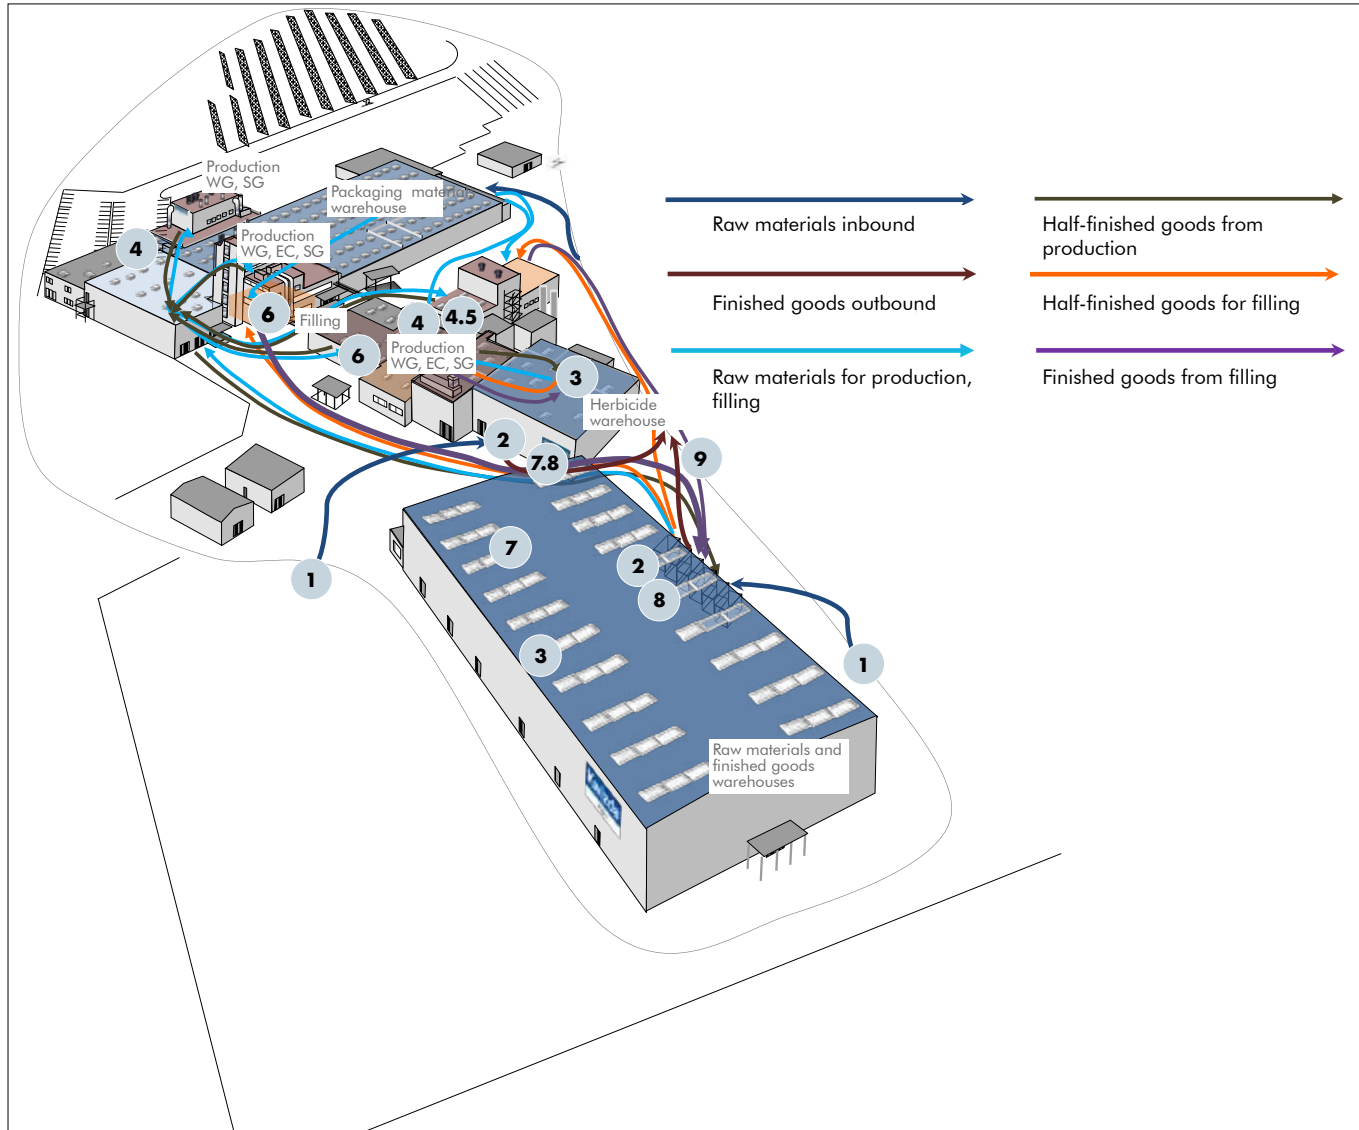 Production
WG, SG
Packaging material
warehouse
Production
WG, EC, SG
4
6
Filling
4
4.5
6
Production
WG, EC, SG
3
Herbicide
warehouse
2
7.8
9
1
7
2
8
3
1
Raw materials and
finished goods
warehouses
Raw materials inbound
Half-finished goods from
production
Finished goods outbound
Half-finished goods for filling
Raw materials for production,
filling
Finished goods from filling